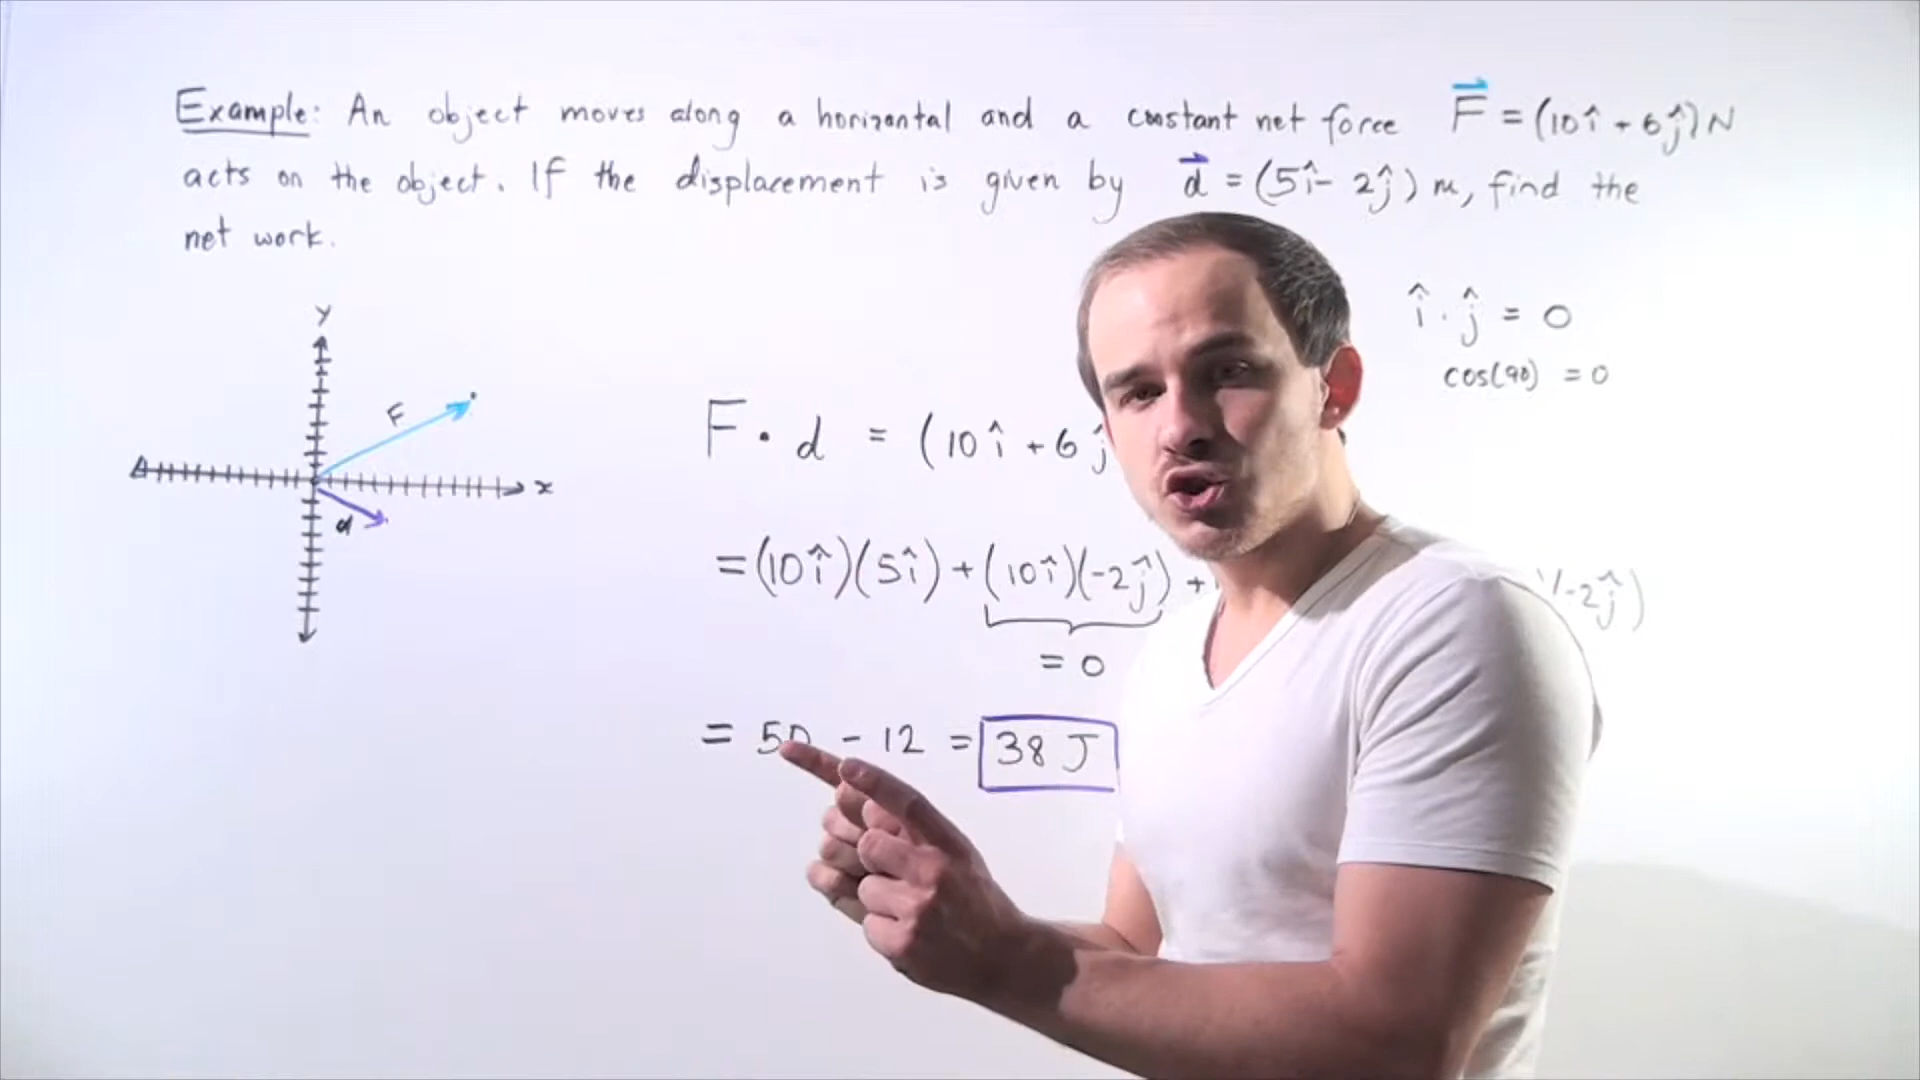 Example: An object moves along a horizontal and a constant net force F = (10î + 6ĵ) N
acts on the object. If the displacement is given by d = (5î - 2ĵ) m, find the
net work.
î · ĵ = 0
cos(90) = 0
y
F
x
d
F · d = (10î + 6ĵ
= (10î)(5î) + (10î)(-2ĵ) + -2ĵ)
= 0
= 50 - 12 = 38 J